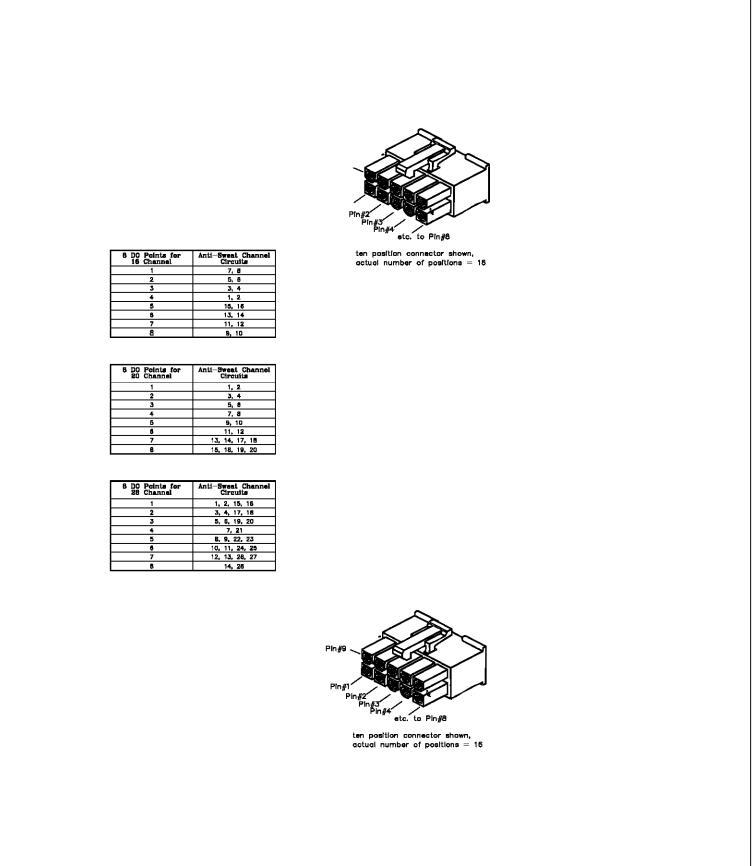 Pin#2
Pin#3
Pin#4
etc. to Pin#8
ten position connector shown,
actual number of positions = 16
8 DO Points for Anti-Sweat Channel
16 Channel Circuits
1 7, 8
2 5, 6
3 3, 4
4 1, 2
5 15, 16
6 13, 14
7 11, 12
8 9, 10
8 DO Points for Anti-Sweat Channel
20 Channel Circuits
1 1, 2
2 3, 4
3 5, 6
4 7, 8
5 9, 10
6 11, 12
7 13, 14, 17, 18
8 15, 16, 19, 20
8 DO Points for Anti-Sweat Channel
28 Channel Circuits
1 1, 2, 15, 16
2 3, 4, 17, 18
3 5, 6, 19, 20
4 7, 21
5 8, 9, 22, 23
6 10, 11, 24, 25
7 12, 13, 26, 27
8 14, 28
Pin#9
Pin#1
Pin#2
Pin#3
Pin#4
etc. to Pin#8
ten position connector shown,
actual number of positions = 16